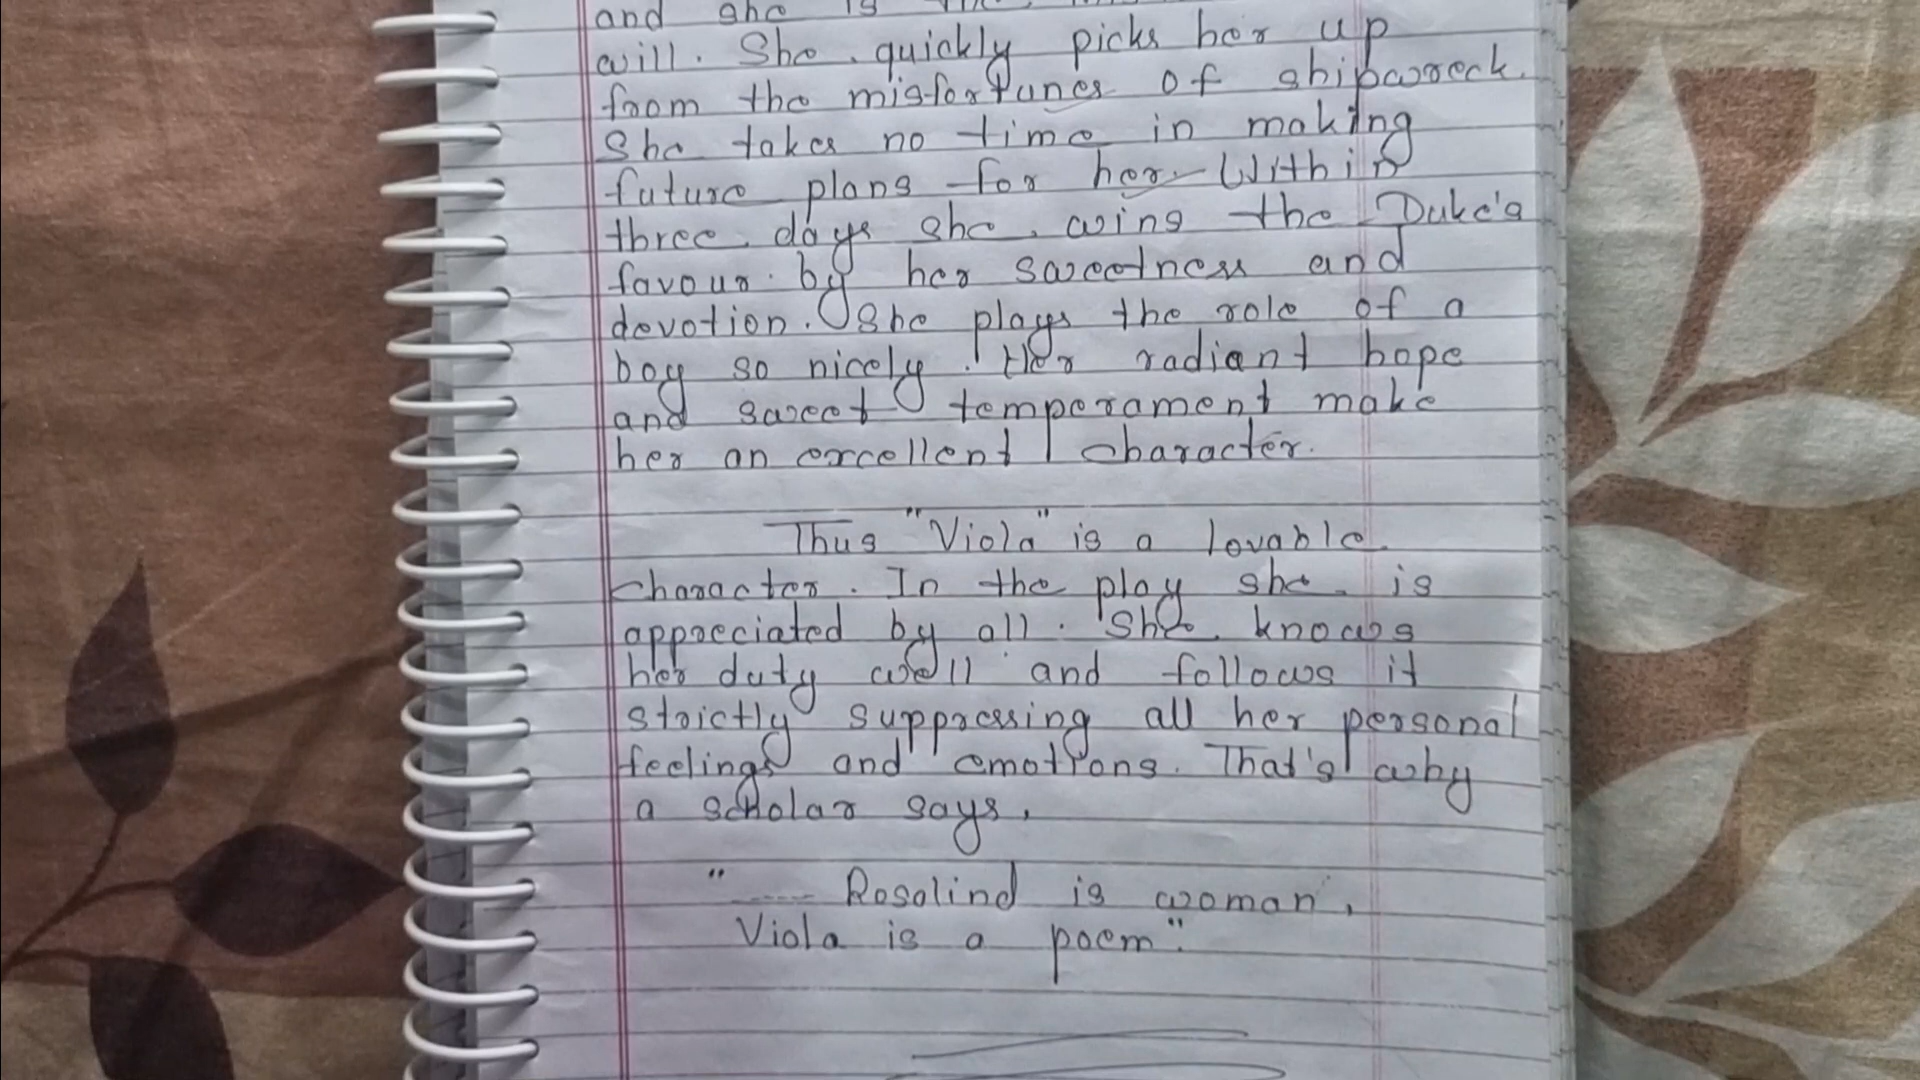 and she is
will. She quickly picks her up
from the misfortunes of shipwreck.
She takes no time in making
future plans for her. Within
three days she wins the Duke's
favour by her sweetness and
devotion. She plays the role of a
boy so nicely. Her radiant hope
and sweet temperament make
her an excellent character.
Thus "Viola" is a lovable
character. In the play she is
appreciated by all. She knows
her duty well and follows it
strictly suppressing all her personal
feelings and emotions. That's why
a scholar says,
" ---- Rosalind is woman,
Viola is a poem".